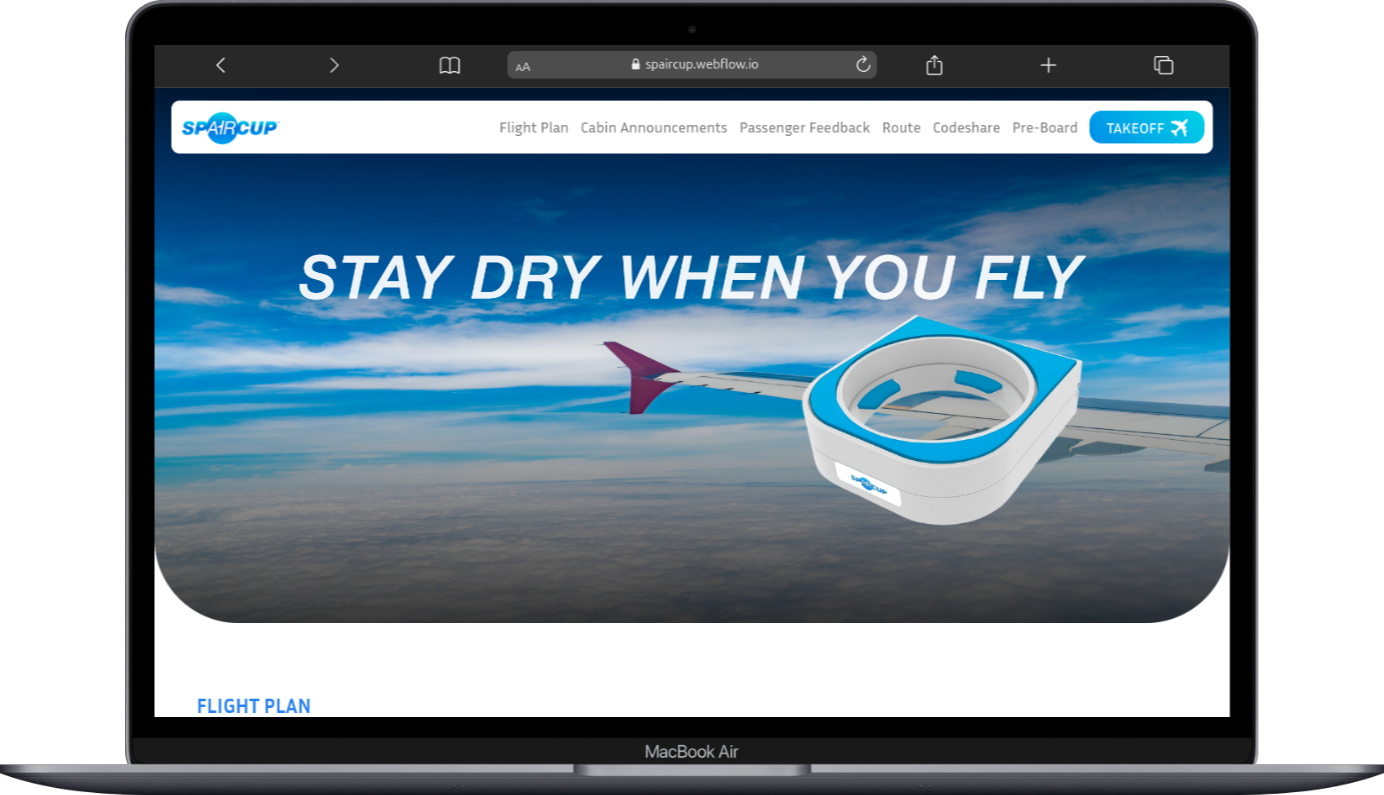 AA
spaircup.webflow.io
SPAIRCUP
Flight Plan Cabin Announcements Passenger Feedback Route Codeshare Pre-Board TAKEOFF
STAY DRY WHEN YOU FLY
SPAIRCUP
FLIGHT PLAN
MacBook Air